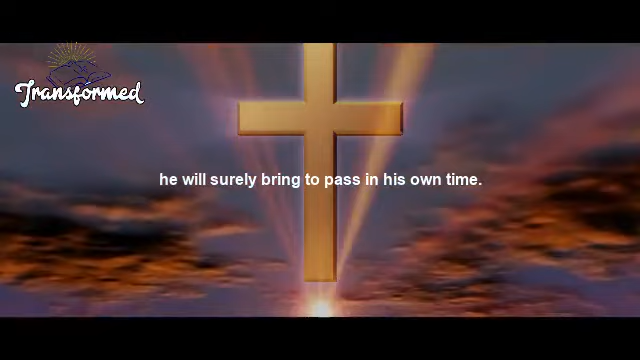 Transformed
he will surely bring to pass in his own time.